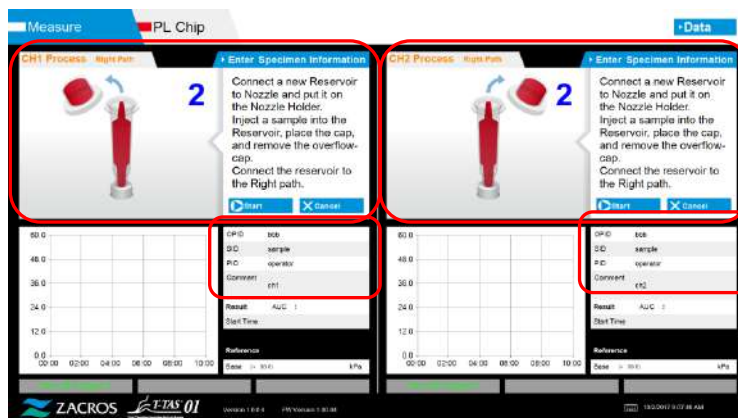 Measure
PL Chip
Data
CH1 Process Right Path
Enter Specimen Information
2
Connect a new Reservoir
to Nozzle and put it on
the Nozzle Holder.
Inject a sample into the
Reservoir, place the cap,
and remove the overflow-
cap.
Connect the reservoir to
the Right path.
Start
Cancel
CH2 Process Right Path
Enter Specimen Information
2
Connect a new Reservoir
to Nozzle and put it on
the Nozzle Holder.
Inject a sample into the
Reservoir, place the cap,
and remove the overflow-
cap.
Connect the reservoir to
the Right path.
Start
Cancel
60.0
48.0
36.0
24.0
12.0
0.0
00:00 02:00 04:00 06:00 08:00 10:00
OPID bob
SID sample
PID operator
Comment
ch1
Result AUC :
Start Time
Reference
Base kPa
60.0
48.0
36.0
24.0
12.0
0.0
00:00 02:00 04:00 06:00 08:00 10:00
OPID bob
SID sample
PID operator
Comment
ch2
Result AUC :
Start Time
Reference
Base kPa
ZACROS T-TAS 01